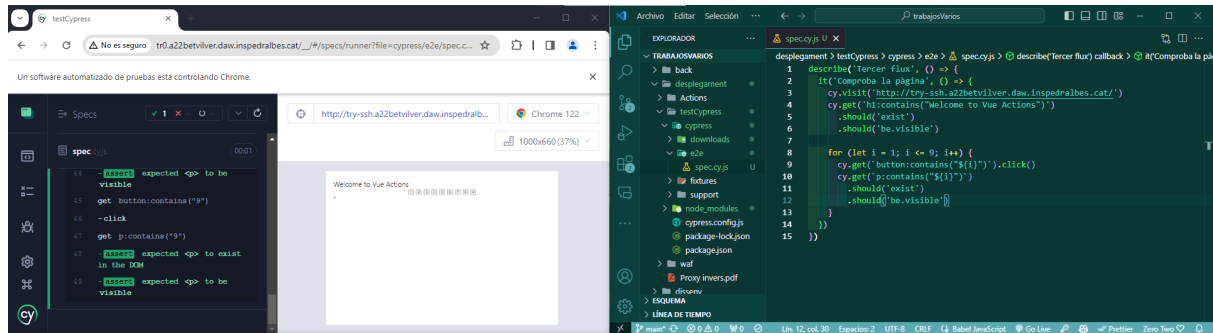 testCypress
No es seguro
tr0.a22betvilver.daw.inspedralbes.cat/__/#/specs/runner?file=cypress/e2e/spec.c...
Un software automatizado de pruebas está controlando Chrome.
Specs
1
spec.cy.js
00:01
44 -assert expected <p> to be
visible
45 get button:contains("9")
46 -click
47 get p:contains("9")
48 -assert expected <p> to exist
in the DOM
49 -assert expected <p> to be
visible
cy
http://try-ssh.a22betvilver.daw.inspedralb...
Chrome 122
1000x660 (37%)
Welcome to Vue Actions
Archivo Editar Selección ...
trabajosVarios
EXPLORADOR
TRABAJOSVARIOS
back
desplegament
Actions
testCypress
cypress
downloads
e2e
spec.cy.js U
fixtures
support
node_modules
cypress.config.js
package-lock.json
package.json
waf
Proxy invers.pdf
disseny
ESQUEMA
LÍNEA DE TIEMPO
spec.cy.js U
desplegament > testCypress > cypress > e2e > spec.cy.js > describe('Tercer flux') callback > it('Comproba la pà
1 describe('Tercer flux', () => {
2 it('Comproba la pàgina', () => {
3 cy.visit('http://try-ssh.a22betvilver.daw.inspedralbes.cat/')
4 cy.get('h1:contains("Welcome to Vue Actions")')
5 .should('exist')
6 .should('be.visible')
7
8 for (let i = 1; i <= 9; i++) {
9 cy.get(`button:contains("${i}")`).click()
10 cy.get(`p:contains("${i}")`)
11 .should('exist')
12 .should('be.visible')
13 }
14 })
15 })
main* 0 0 0 Lín. 12, col. 30 Espacios: 2 UTF-8 CRLF Babel JavaScript Go Live Prettier Zero Two